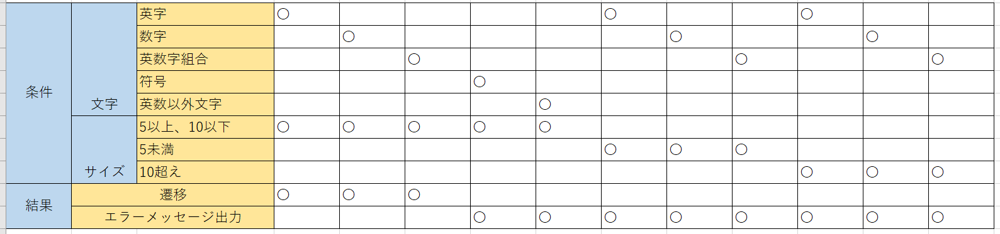 英字 ○ ○ ○
数字 ○ ○ ○
英数字組合 ○ ○ ○
符号 ○
英数以外文字 ○
5以上、10以下 ○ ○ ○ ○ ○
5未満 ○ ○ ○
10超え ○ ○ ○
条件
文字
サイズ
遷移 ○ ○ ○
エラーメッセージ出力 ○ ○ ○ ○ ○ ○ ○ ○
結果